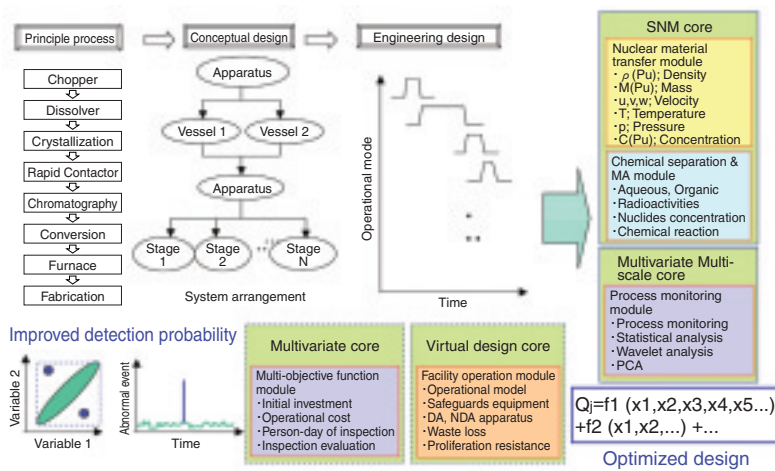 Principle process
Conceptual design
Engineering design
Chopper
Dissolver
Crystallization
Rapid Contactor
Chromatography
Conversion
Furnace
Fabrication
Apparatus
Vessel 1
Vessel 2
Apparatus
Stage
1
Stage
2
Stage
N
System arrangement
Operational mode
Time
SNM core
Nuclear material
transfer module
・ρ(Pu); Density
・M(Pu); Mass
・u,v,w; Velocity
・T; Temperature
・p; Pressure
・C(Pu); Concentration
Chemical separation &
MA module
・Aqueous, Organic
・Radioactivities
・Nuclides concentration
・Chemical reaction
Multivariate Multi-
scale core
Process monitoring
module
・Process monitoring
・Statistical analysis
・Wavelet analysis
・PCA
Improved detection probability
Variable 2
Variable 1
Abnormal event
Time
Multivariate core
Multi-objective function
module
・Initial investment
・Operational cost
・Person-day of inspection
・Inspection evaluation
Virtual design core
Facility operation module
・Operational model
・Safeguards equipment
・DA, NDA apparatus
・Waste loss
・Proliferation resistance
Qj=f1 (x1,x2,x3,x4,x5...)
+f2 (x1,x2,...) +...
Optimized design